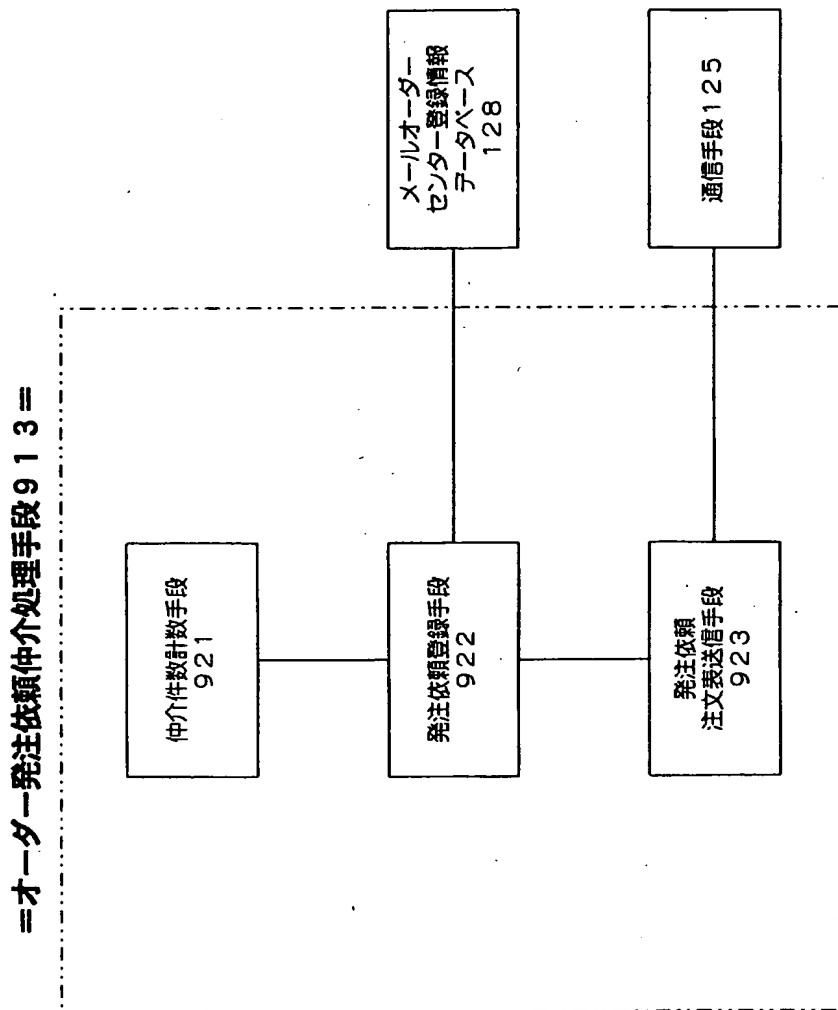 =オーダー発注依頼仲介処理手段913=
仲介件数計数手段
921
発注依頼登録手段
922
発注依頼
注文表送信手段
923
メールオーダー
センター登録情報
データベース
128
通信手段125